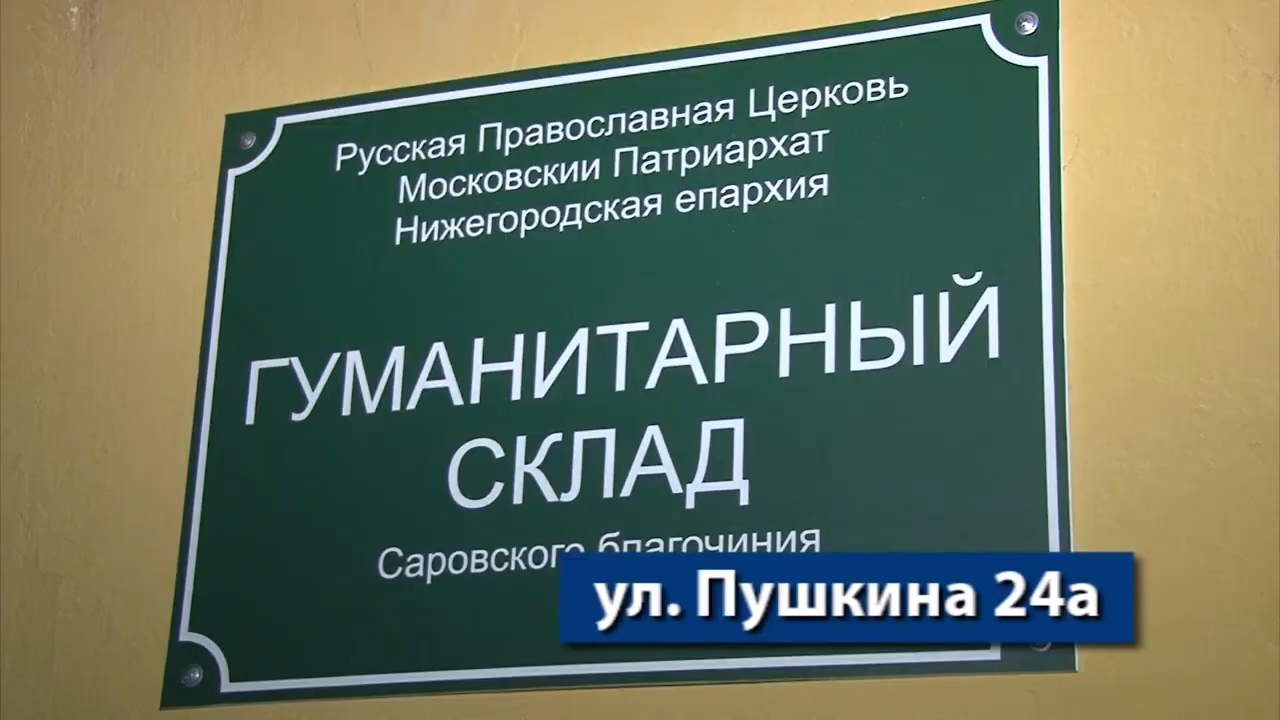 Русская Православная Церковь
Московскии Патриархат
Нижегородская епархия
ГУМАНИТАРНЫЙ
СКЛАД
Саровского благочиния
ул. Пушкина 24а